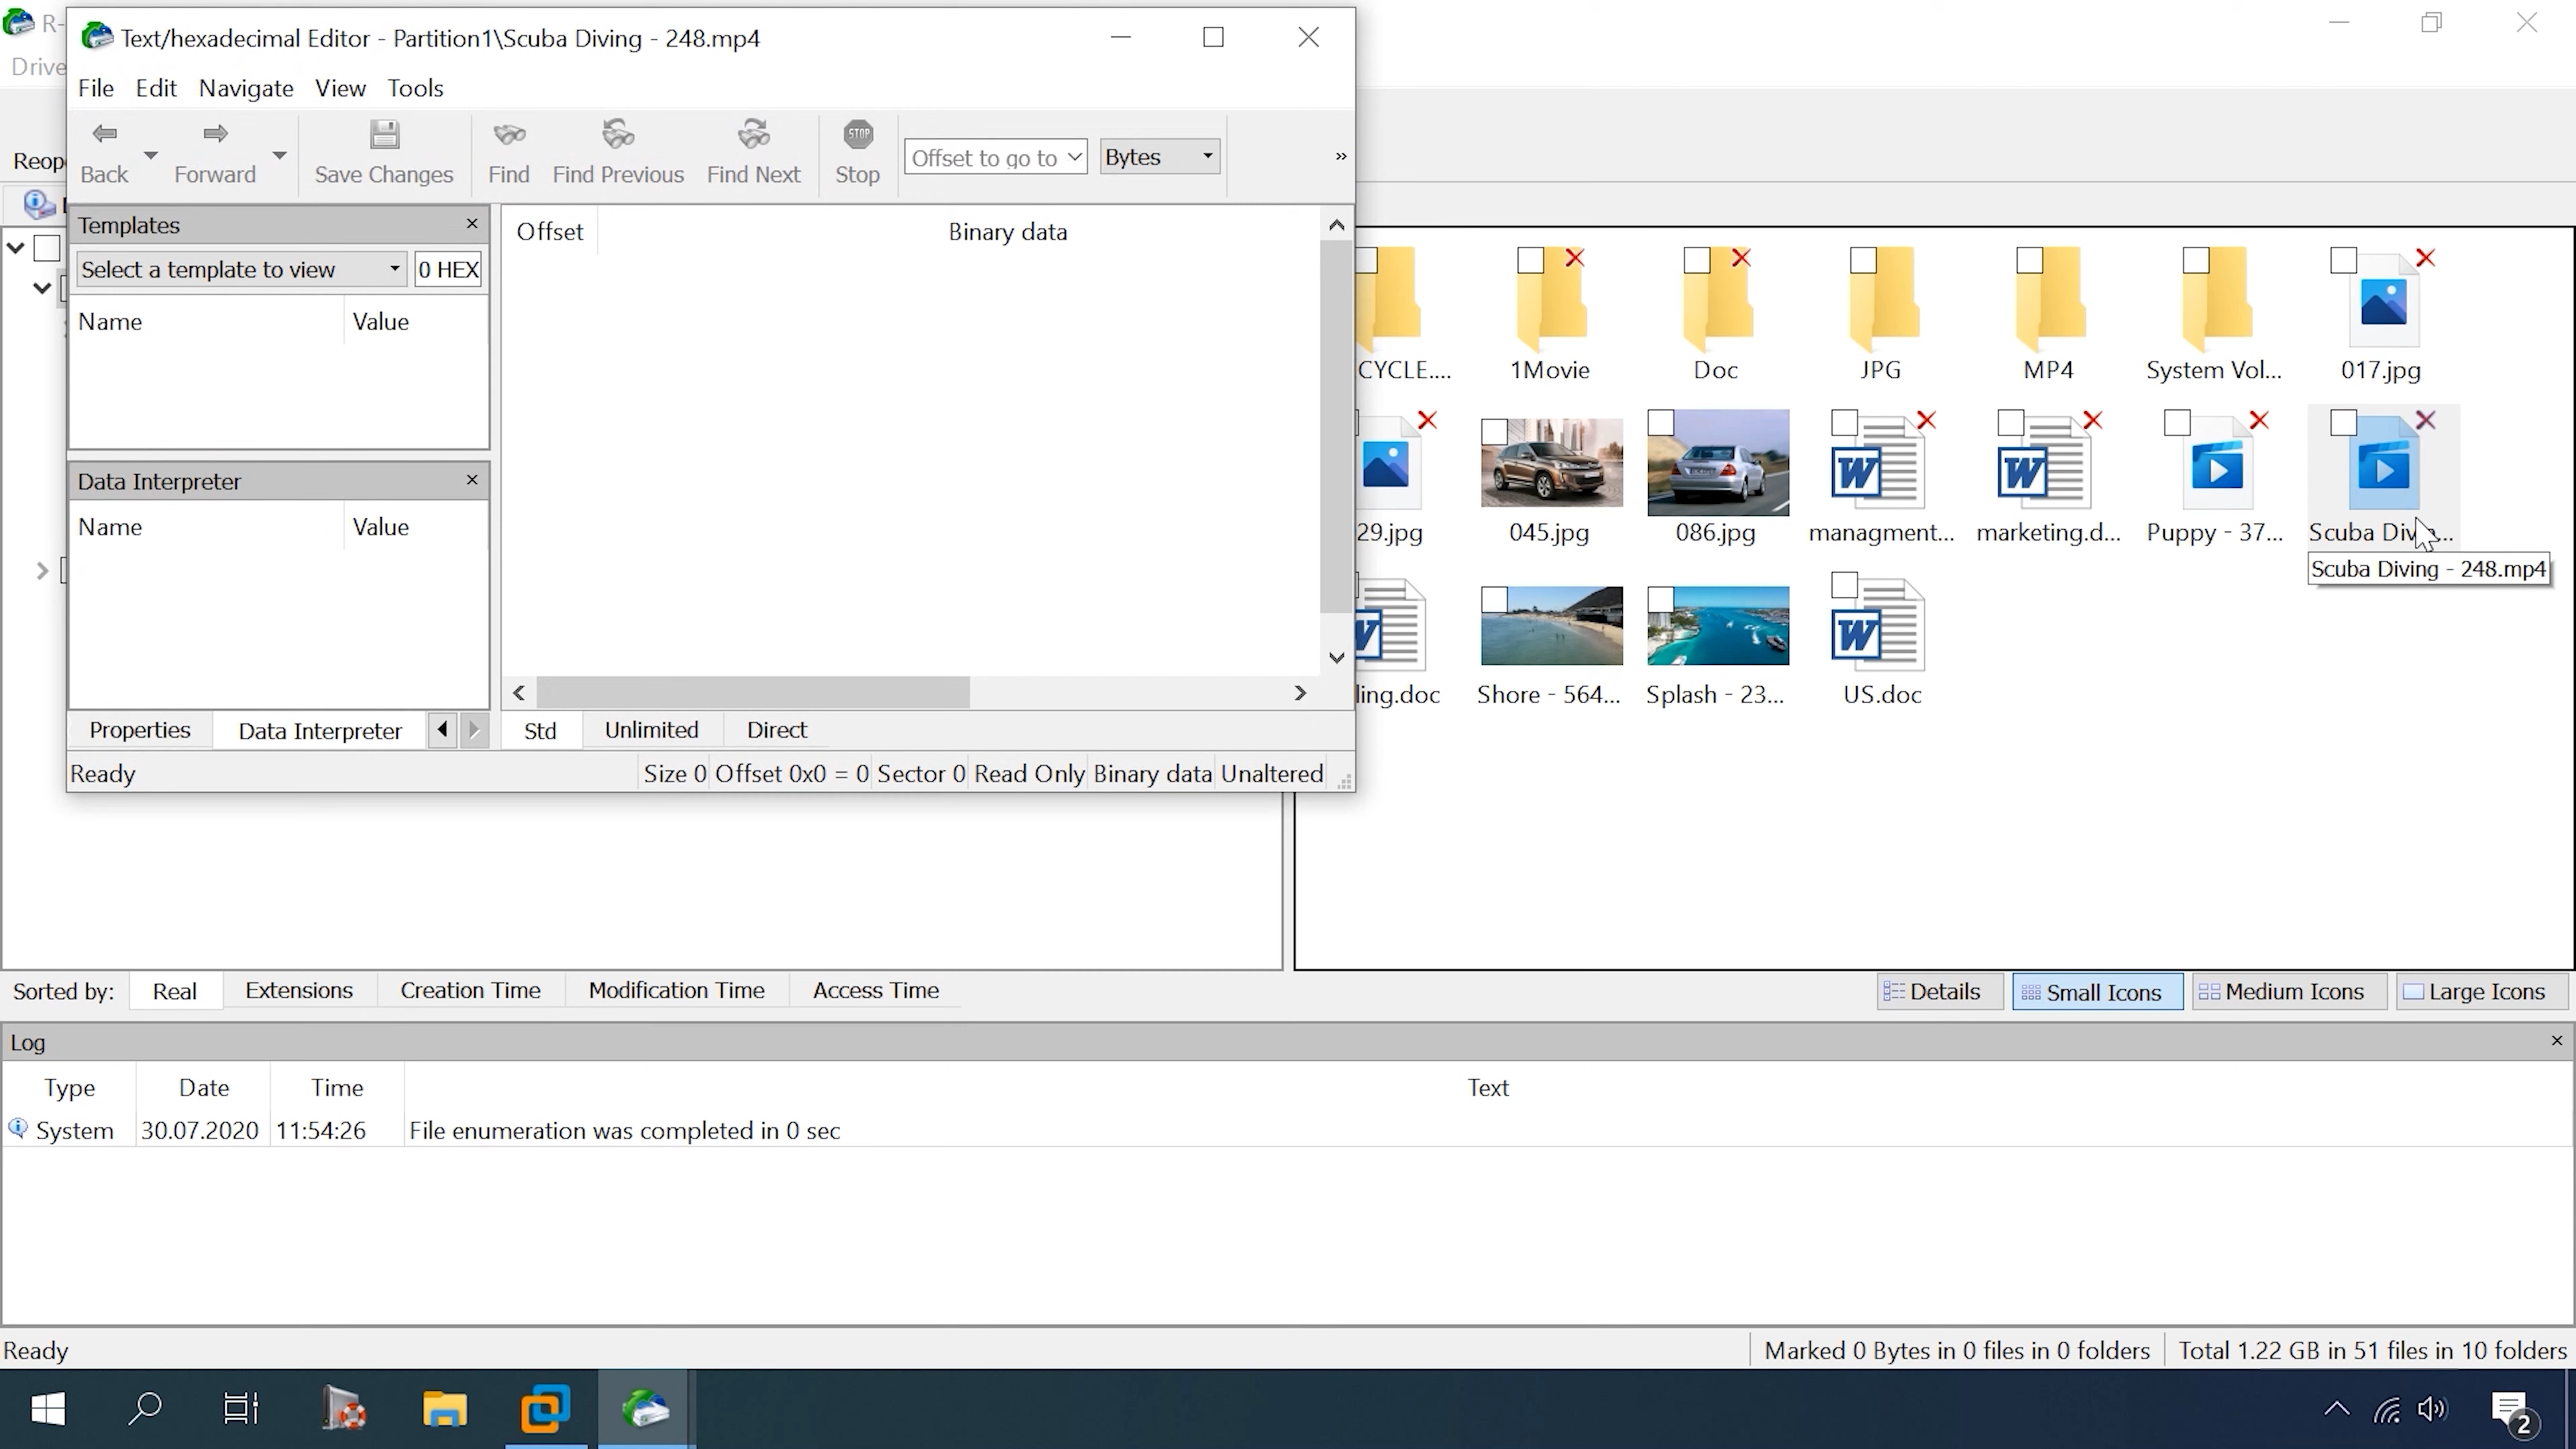 R-
Drive
Text/hexadecimal Editor - Partition1\Scuba Diving - 248.mp4
File Edit Navigate View Tools
Back Forward Save Changes Find Find Previous Find Next STOP Stop Offset to go to Bytes »
Templates
Select a template to view 0 HEX
Name Value
Data Interpreter
Name Value
Properties Data Interpreter
Offset Binary data
Std Unlimited Direct
Ready Size 0 Offset 0x0 = 0 Sector 0 Read Only Binary data Unaltered
Reope
CYCLE.... 1Movie Doc JPG MP4 System Vol... 017.jpg
29.jpg 045.jpg 086.jpg managment... marketing.d... Puppy - 37... Scuba Divin...
Scuba Diving - 248.mp4
ling.doc Shore - 564... Splash - 23... US.doc
Sorted by: Real Extensions Creation Time Modification Time Access Time Details Small Icons Medium Icons Large Icons
Log
Type Date Time Text
System 30.07.2020 11:54:26 File enumeration was completed in 0 sec
Ready Marked 0 Bytes in 0 files in 0 folders Total 1.22 GB in 51 files in 10 folders
2